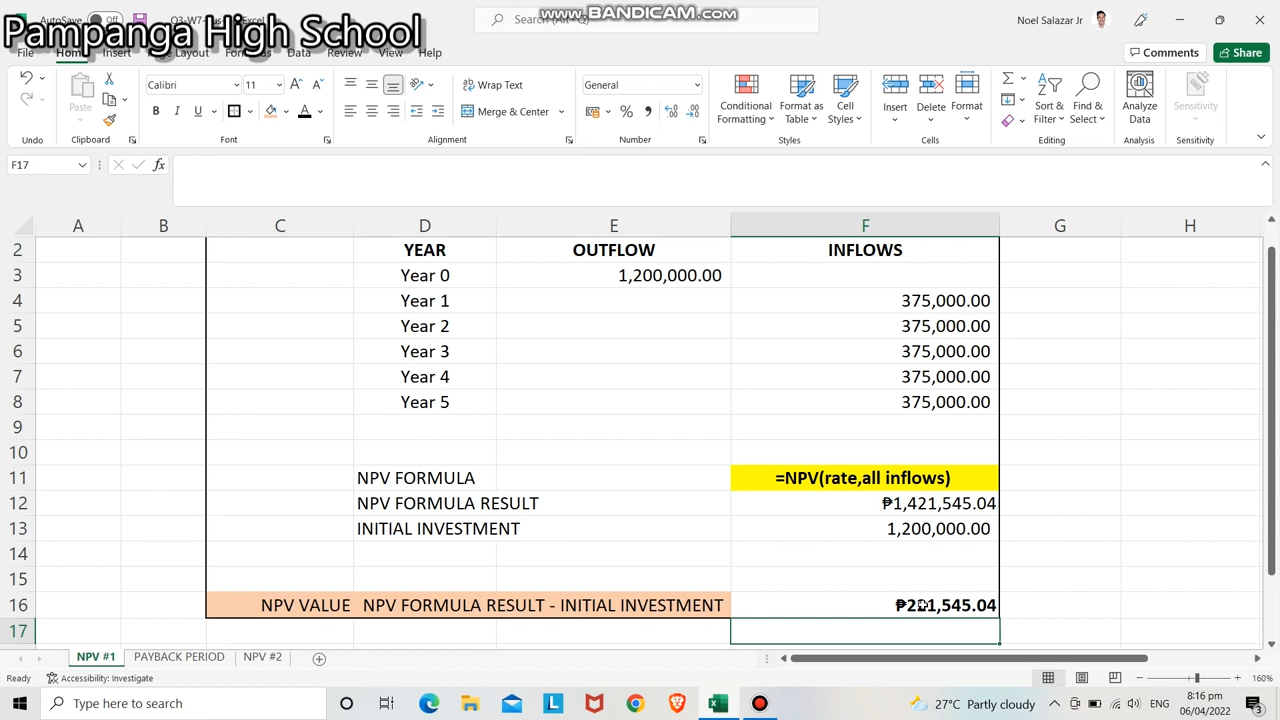 AutoSave Off Excel
Search (Alt
www.BANDICAM.com
Noel Salazar Jr
Pampanga High School
File Home Insert Page Layout Formulas Data Review View Help
Comments Share
Undo
Paste
Clipboard
Calibri 11
B I U
Font
Wrap Text
Merge & Center
Alignment
General
Number
Conditional Formatting
Format as Table
Cell Styles
Styles
Insert Delete Format
Cells
Sort & Filter
Find & Select
Editing
Analyze Data
Analysis
Sensitivity
Sensitivity
F17 fx
A B C D E F G H
2 YEAR OUTFLOW INFLOWS
3 Year 0 1,200,000.00
4 Year 1 375,000.00
5 Year 2 375,000.00
6 Year 3 375,000.00
7 Year 4 375,000.00
8 Year 5 375,000.00
9
10
11 NPV FORMULA =NPV(rate,all inflows)
12 NPV FORMULA RESULT ₱1,421,545.04
13 INITIAL INVESTMENT 1,200,000.00
14
15
16 NPV VALUE NPV FORMULA RESULT - INITIAL INVESTMENT ₱221,545.04
17
NPV #1 PAYBACK PERIOD NPV #2
Ready Accessibility: Investigate 160%
Type here to search
27°C Partly cloudy
ENG
8:16 pm
06/04/2022
3